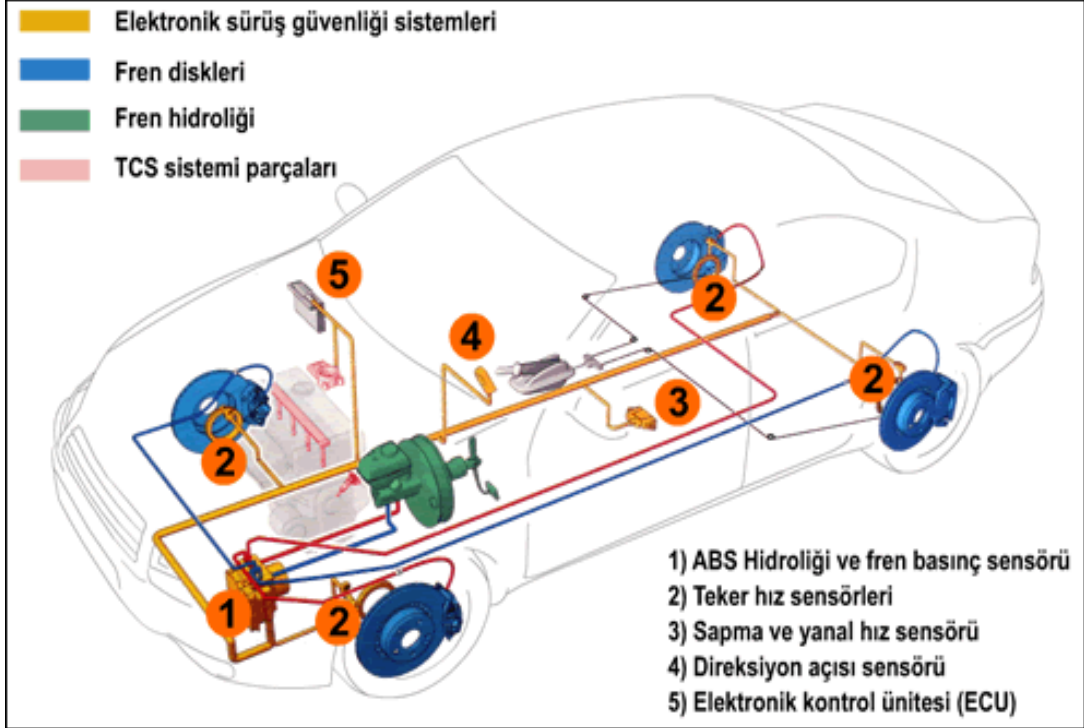 Elektronik sürüş güvenliği sistemleri
Fren diskleri
Fren hidroliği
TCS sistemi parçaları
5
4
2
3
2
2
1
2
1) ABS Hidroliği ve fren basınç sensörü
2) Teker hız sensörleri
3) Sapma ve yanal hız sensörü
4) Direksiyon açısı sensörü
5) Elektronik kontrol ünitesi (ECU)